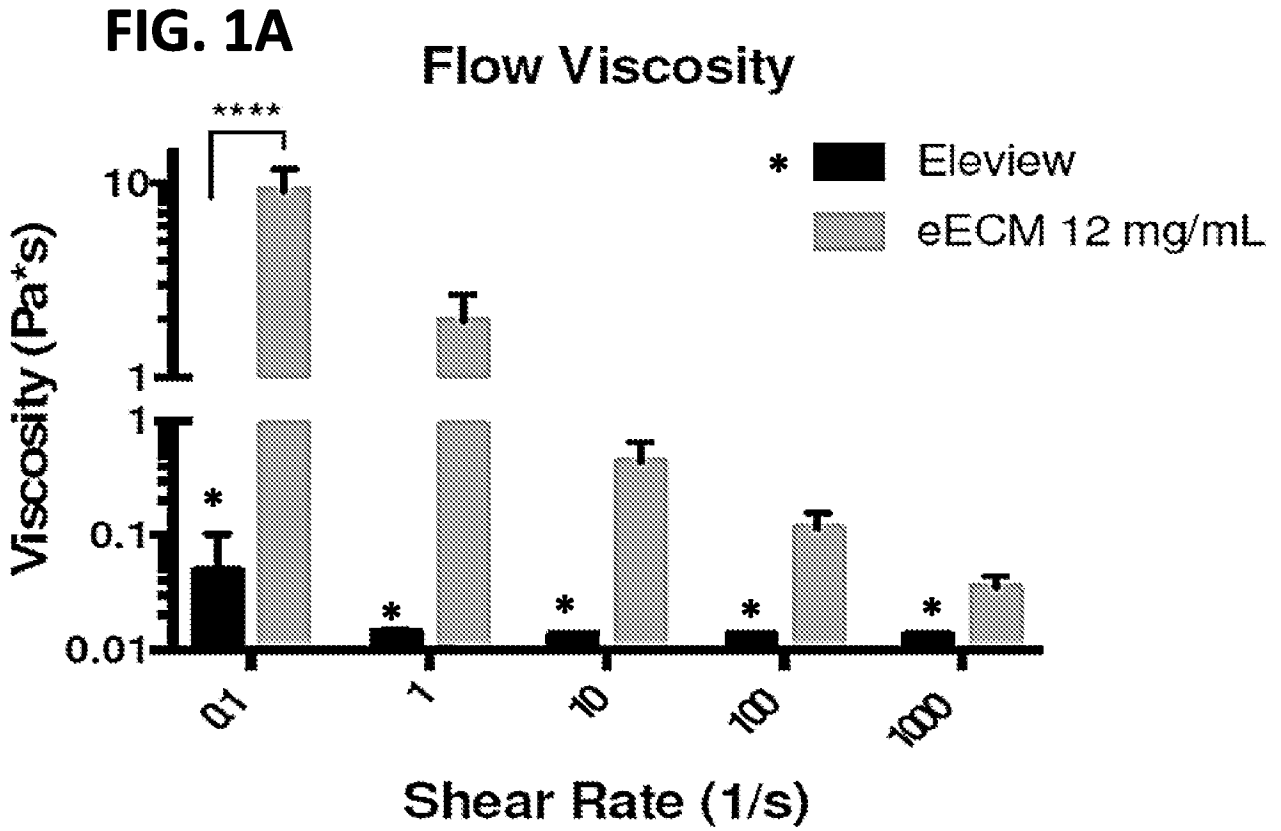 FIG. 1A
Flow Viscosity
****
* Eleview
eECM 12 mg/mL
Viscosity (Pa*s)
10
1
1
0.1
0.01
*
*
*
*
*
0.1
1
10
100
1000
Shear Rate (1/s)